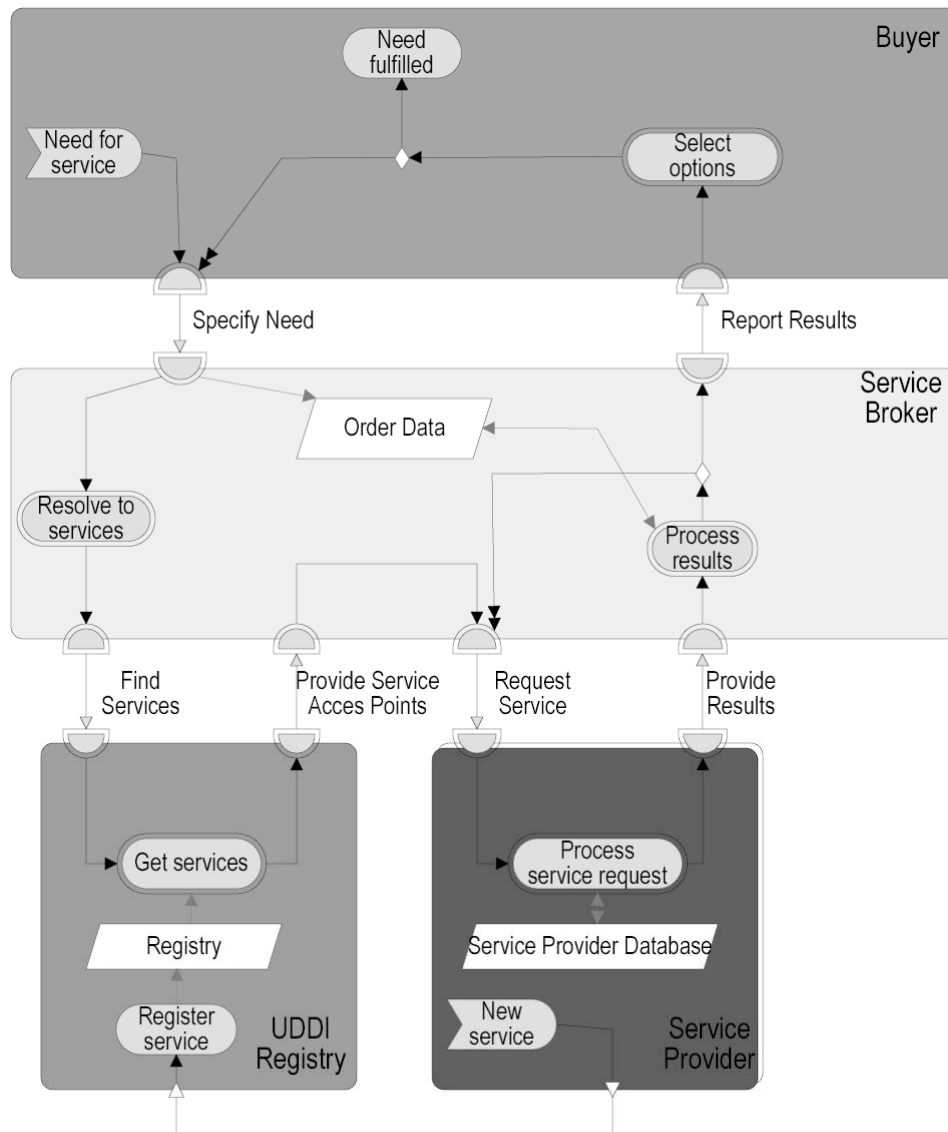 Buyer
Need
fulfilled
Need for
service
Select
options
Specify Need
Report Results
Service
Broker
Order Data
Resolve to
services
Process
results
Find
Services
Provide Service
Acces Points
Request
Service
Provide
Results
Get services
Process
service request
Registry
Service Provider Database
Register
service
UDDI
Registry
New
service
Service
Provider